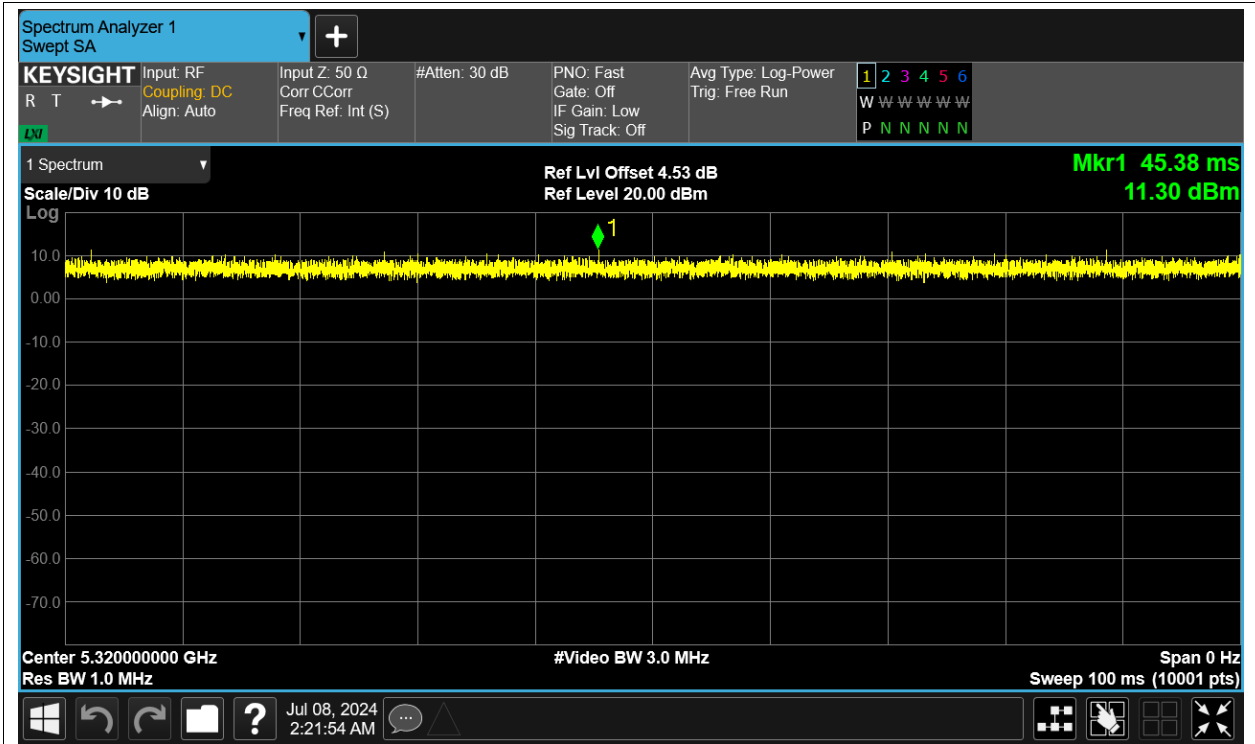 Spectrum Analyzer 1
Swept SA
KEYSIGHT
R T
LXI
Input: RF
Coupling: DC
Align: Auto
Input Z: 50 Ω
Corr CCorr
Freq Ref: Int (S)
#Atten: 30 dB
PNO: Fast
Gate: Off
IF Gain: Low
Sig Track: Off
Avg Type: Log-Power
Trig: Free Run
1 2 3 4 5 6
W W W W W W
P N N N N N
1 Spectrum
Scale/Div 10 dB
Log
Ref Lvl Offset 4.53 dB
Ref Level 20.00 dBm
Mkr1 45.38 ms
11.30 dBm
1
10.0
0.00
-10.0
-20.0
-30.0
-40.0
-50.0
-60.0
-70.0
Center 5.320000000 GHz
Res BW 1.0 MHz
#Video BW 3.0 MHz
Span 0 Hz
Sweep 100 ms (10001 pts)
?
Jul 08, 2024
2:21:54 AM